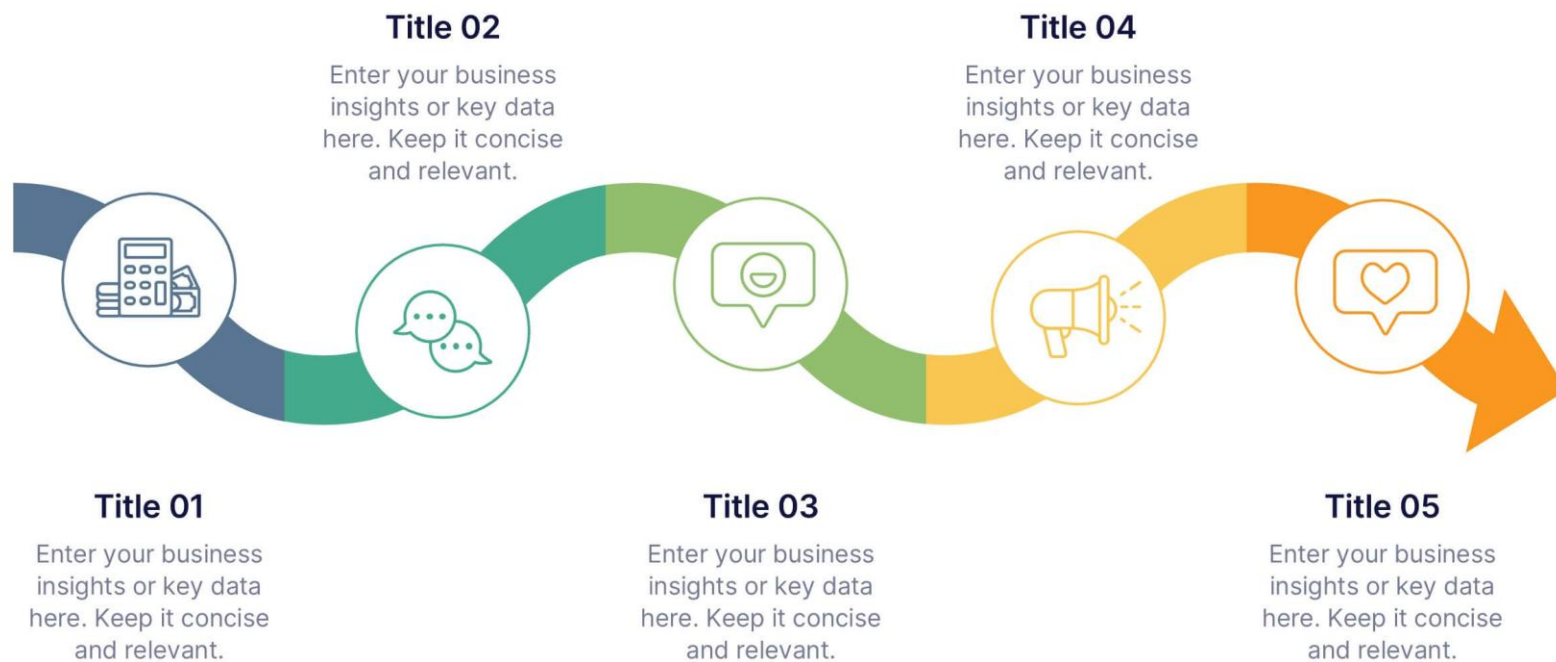 Title 02
Enter your business
insights or key data
here. Keep it concise
and relevant.
Title 04
Enter your business
insights or key data
here. Keep it concise
and relevant.
Title 01
Enter your business
insights or key data
here. Keep it concise
and relevant.
Title 03
Enter your business
insights or key data
here. Keep it concise
and relevant.
Title 05
Enter your business
insights or key data
here. Keep it concise
and relevant.